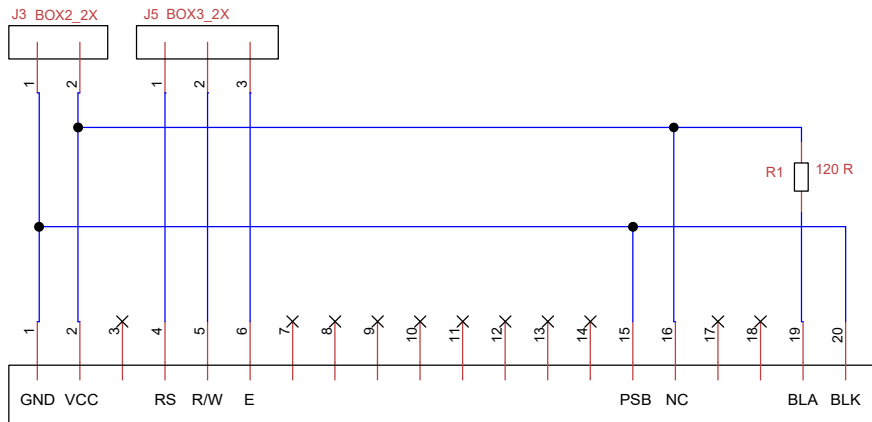 J3 BOX2_2X J5 BOX3_2X
1 2 1 2 3
R1 120 R
1 2 3 4 5 6 7 8 9 10 11 12 13 14 15 16 17 18 19 20
GND VCC RS R/W E PSB NC BLA BLK